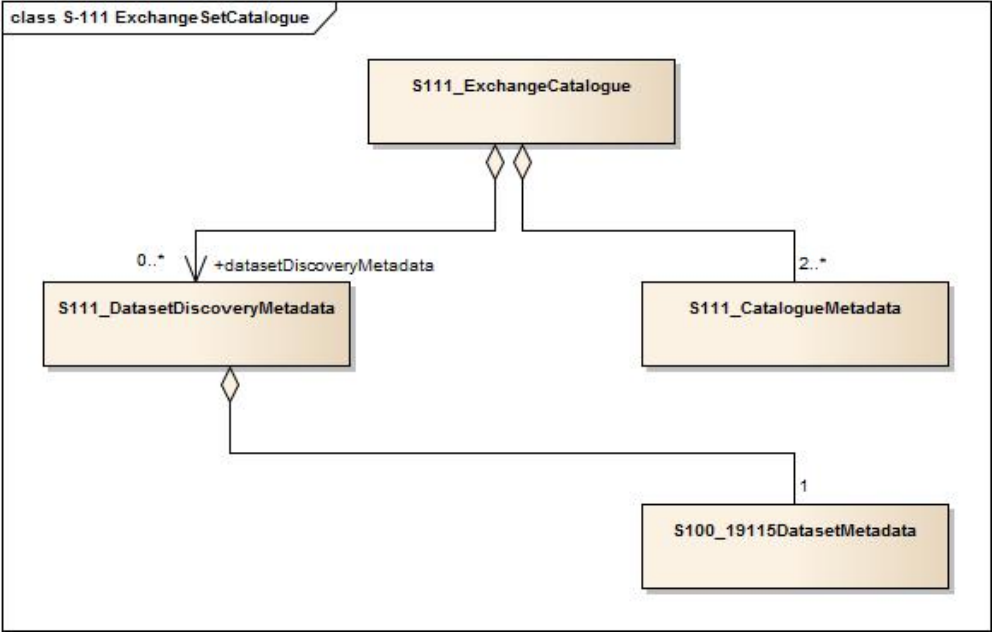 class S-111 ExchangeSetCatalogue
S111_ExchangeCatalogue
0..*
+datasetDiscoveryMetadata
2..*
S111_DatasetDiscoveryMetadata
S111_CatalogueMetadata
1
S100_19115DatasetMetadata